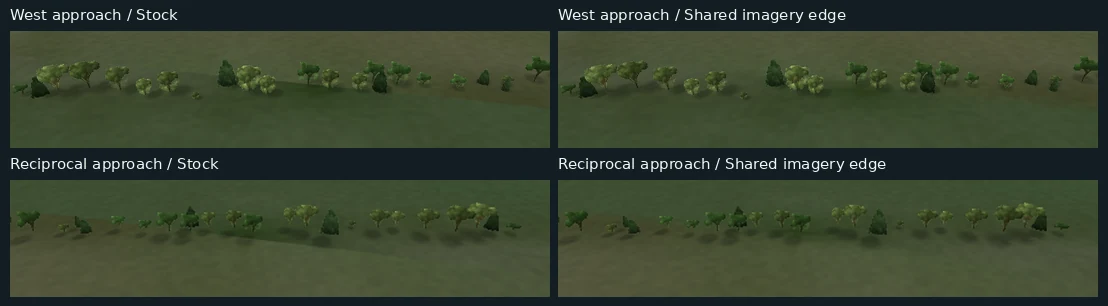 West approach / Stock
West approach / Shared imagery edge
Reciprocal approach / Stock
Reciprocal approach / Shared imagery edge